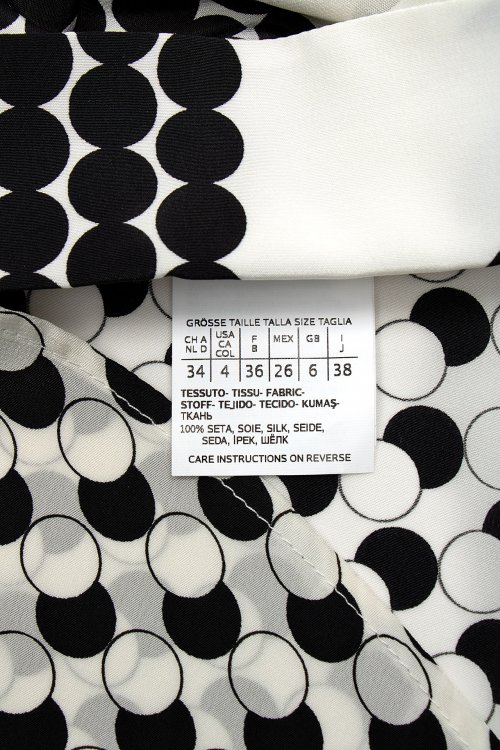 GRÖSSE TAILLE TALLA SIZE TAGLIA
CH A USA F MEX GB I
NL D CA B J
COL
34 4 36 26 6 38
TESSUTO- TISSU- FABRIC-
STOFF- TEJIDO- TECIDO- KUMAŞ-
ТКАНЬ
100% SETA, SOIE, SILK, SEIDE,
SEDA, İPEK, ШЁЛК
CARE INSTRUCTIONS ON REVERSE